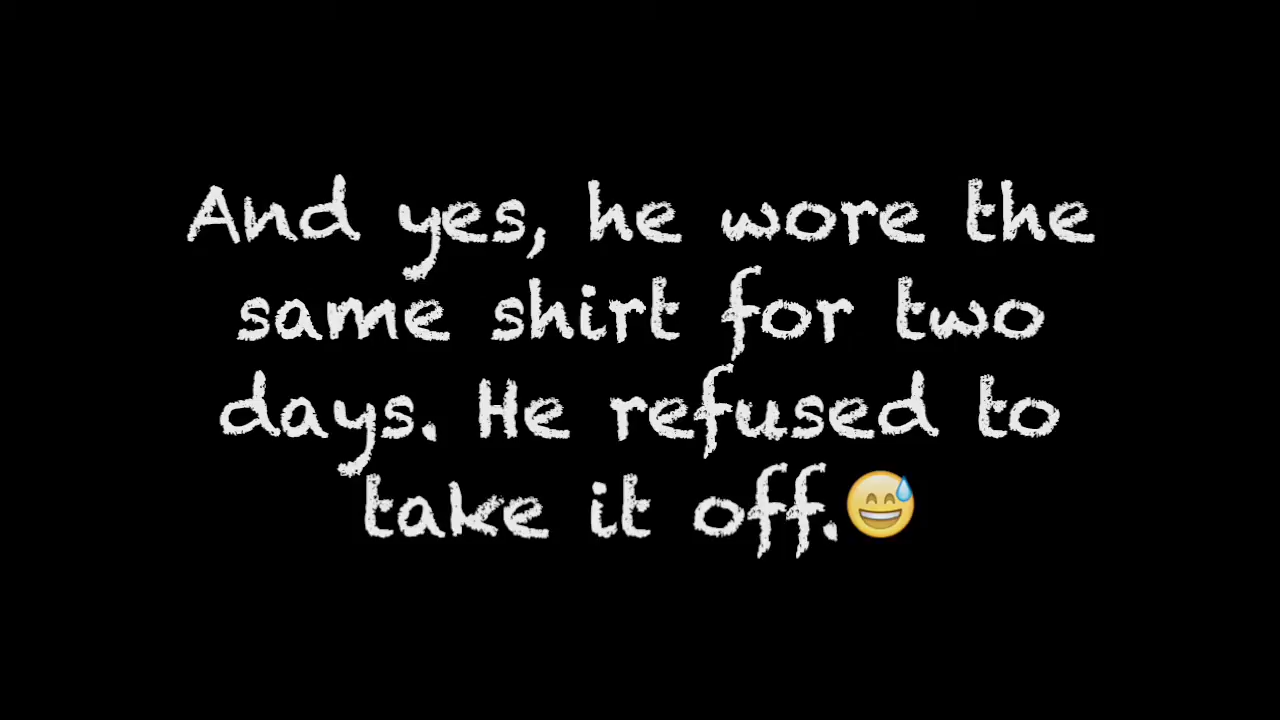 And yes, he wore the
same shirt for two
days. He refused to
take it off.😅